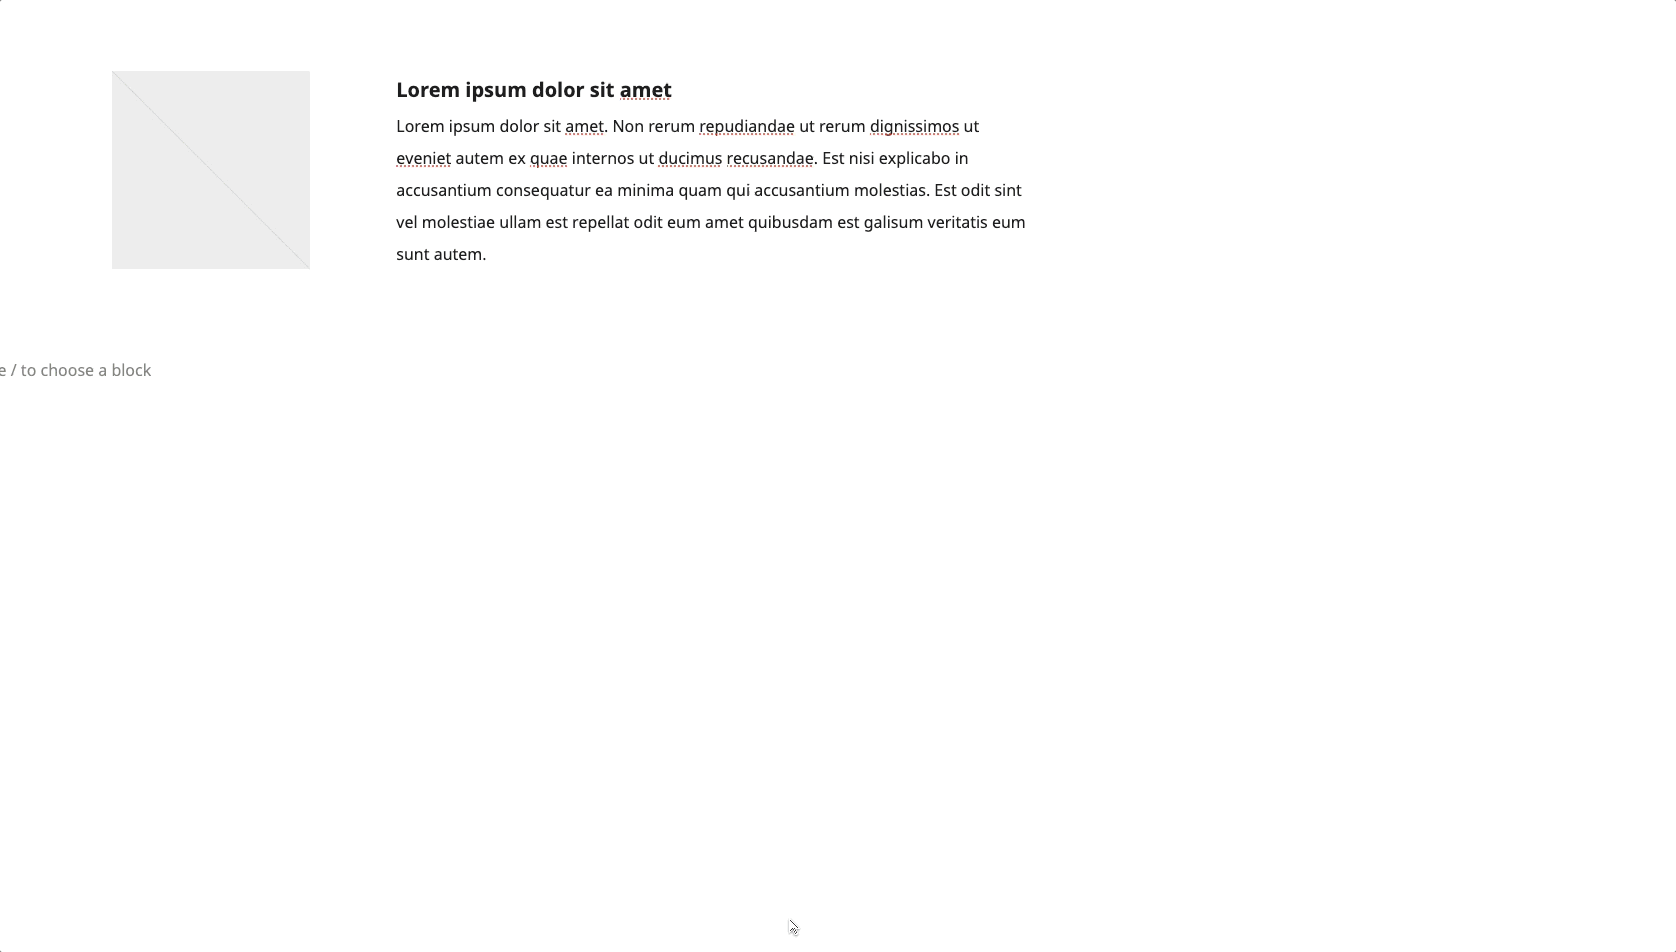 Lorem ipsum dolor sit amet
Lorem ipsum dolor sit amet. Non rerum repudiandae ut rerum dignissimos ut
eveniet autem ex quae internos ut ducimus recusandae. Est nisi explicabo in
accusantium consequatur ea minima quam qui accusantium molestias. Est odit sint
vel molestiae ullam est repellat odit eum amet quibusdam est galisum veritatis eum
sunt autem.
e / to choose a block